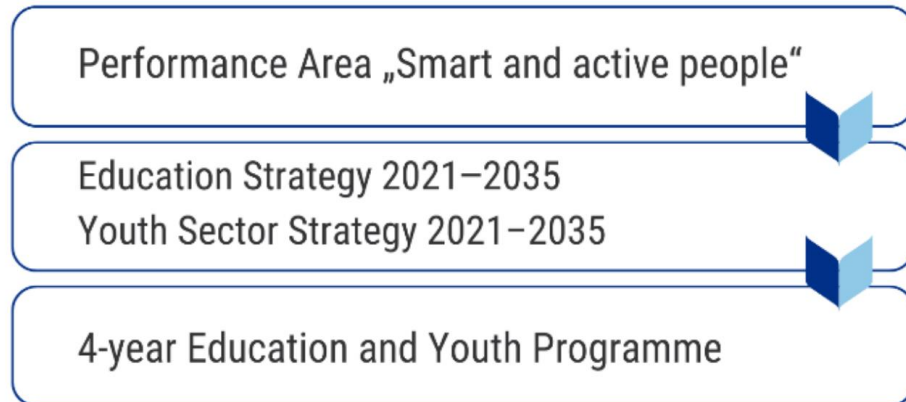 Performance Area „Smart and active people“
Education Strategy 2021–2035
Youth Sector Strategy 2021–2035
4-year Education and Youth Programme